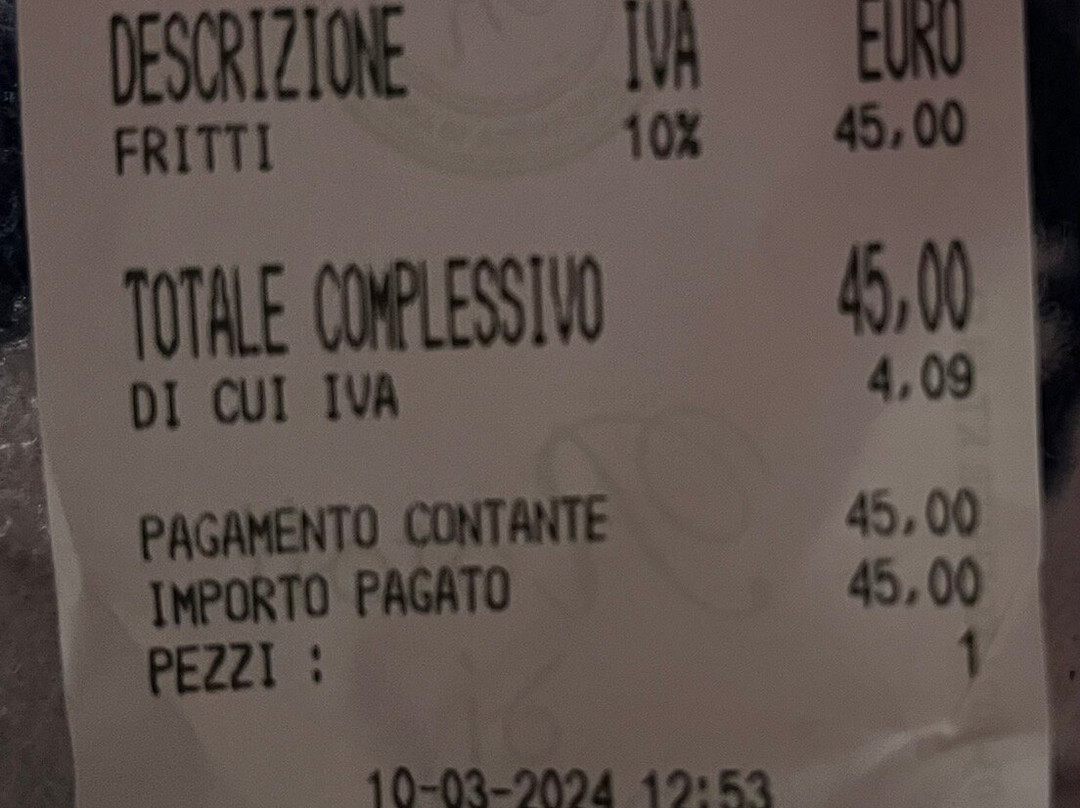 DESCRIZIONE IVA EURO
FRITTI 10% 45,00
TOTALE COMPLESSIVO 45,00
DI CUI IVA 4,09
PAGAMENTO CONTANTE 45,00
IMPORTO PAGATO 45,00
PEZZI : 1
10-03-2024 12:53